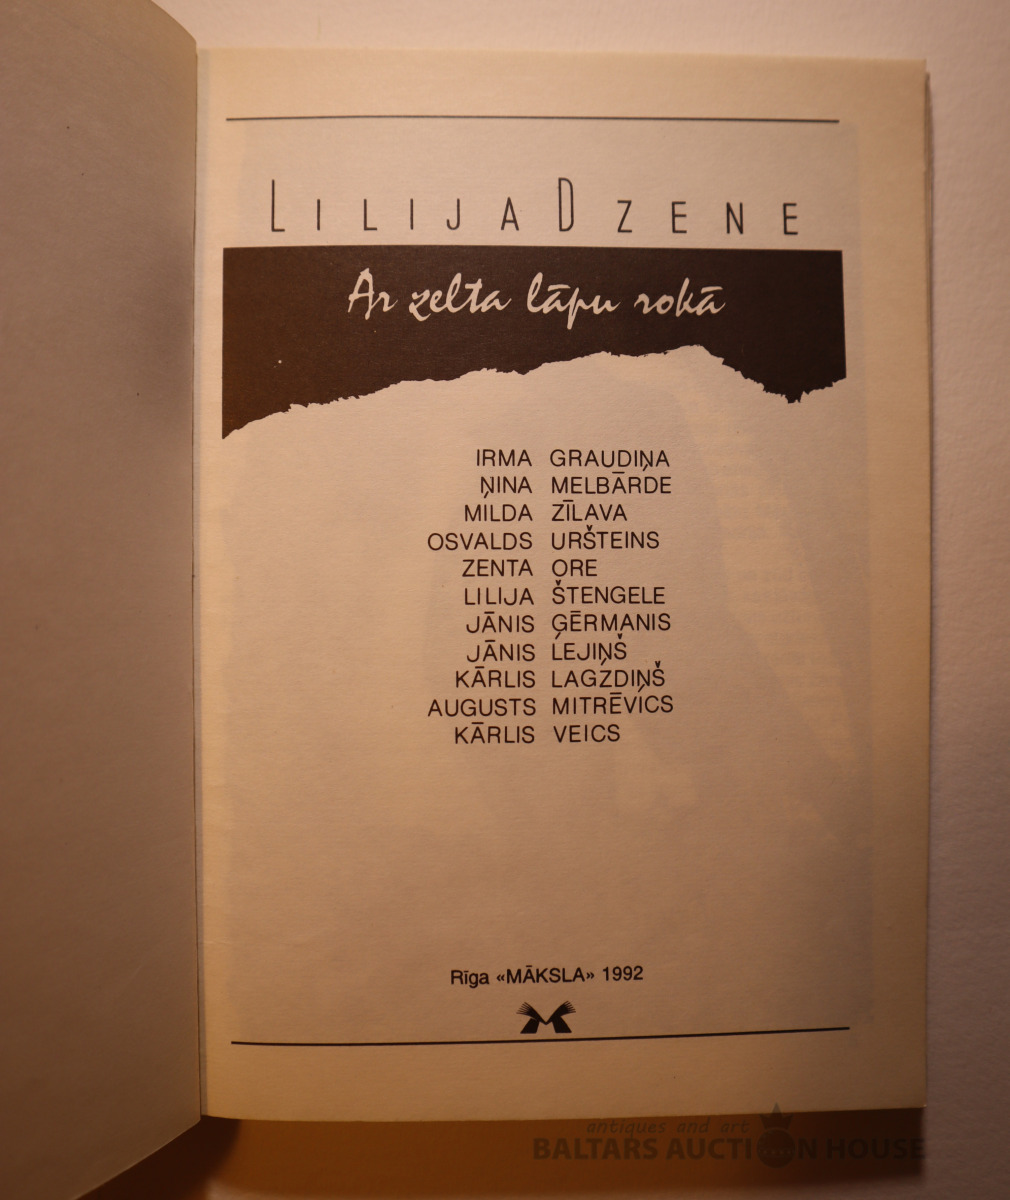 LILIJA DZENE
Ar zelta lāpu rokā
IRMA GRAUDIŅA
ŅINA MELBĀRDE
MILDA ZĪLAVA
OSVALDS URŠTEINS
ZENTA ORE
LILIJA ŠTENGELE
JĀNIS ĢĒRMANIS
JĀNIS LEJIŅŠ
KĀRLIS LAGZDIŅŠ
AUGUSTS MITRĒVICS
KĀRLIS VEICS
Rīga «MĀKSLA» 1992
antiques and art
BALTARS AUCTION HOUSE